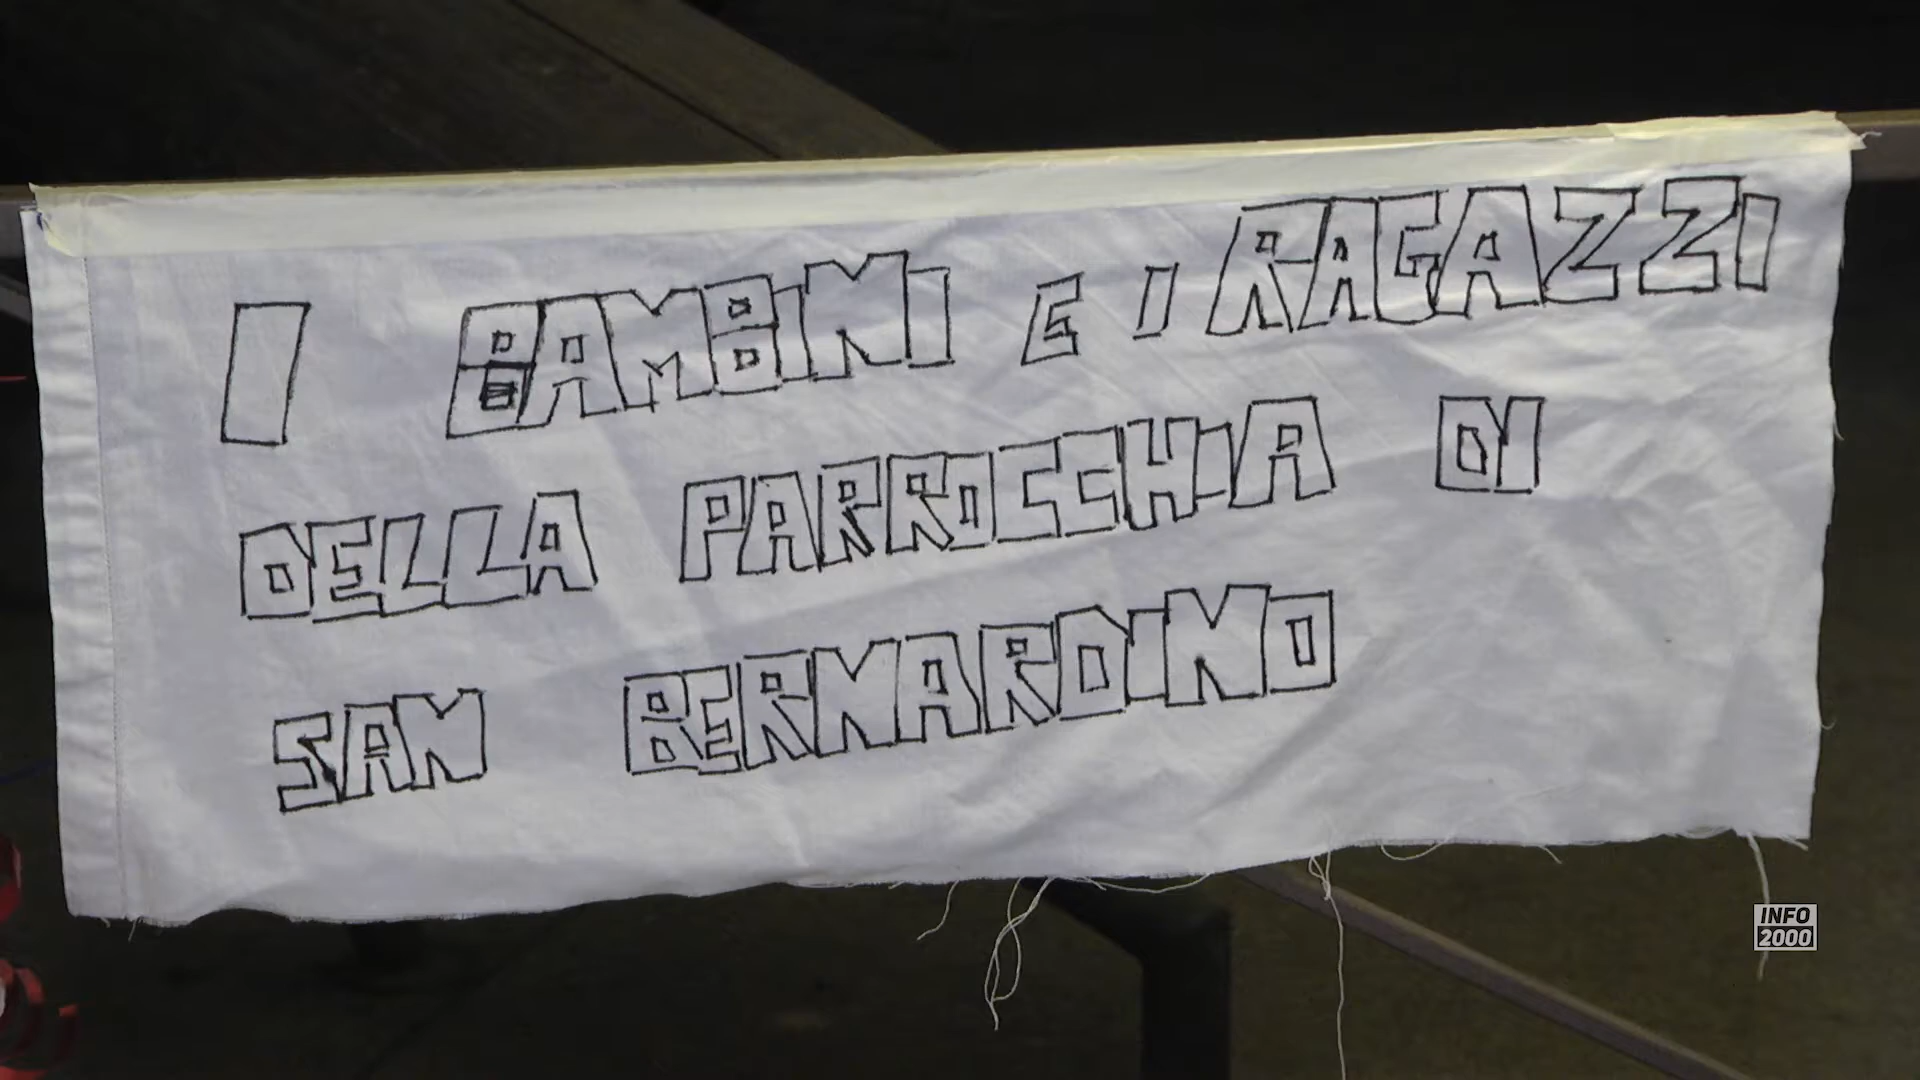 I BAMBINI E I RAGAZZI
DELLA PARROCCHIA DI
SAN BERNARDINO
INFO
2000